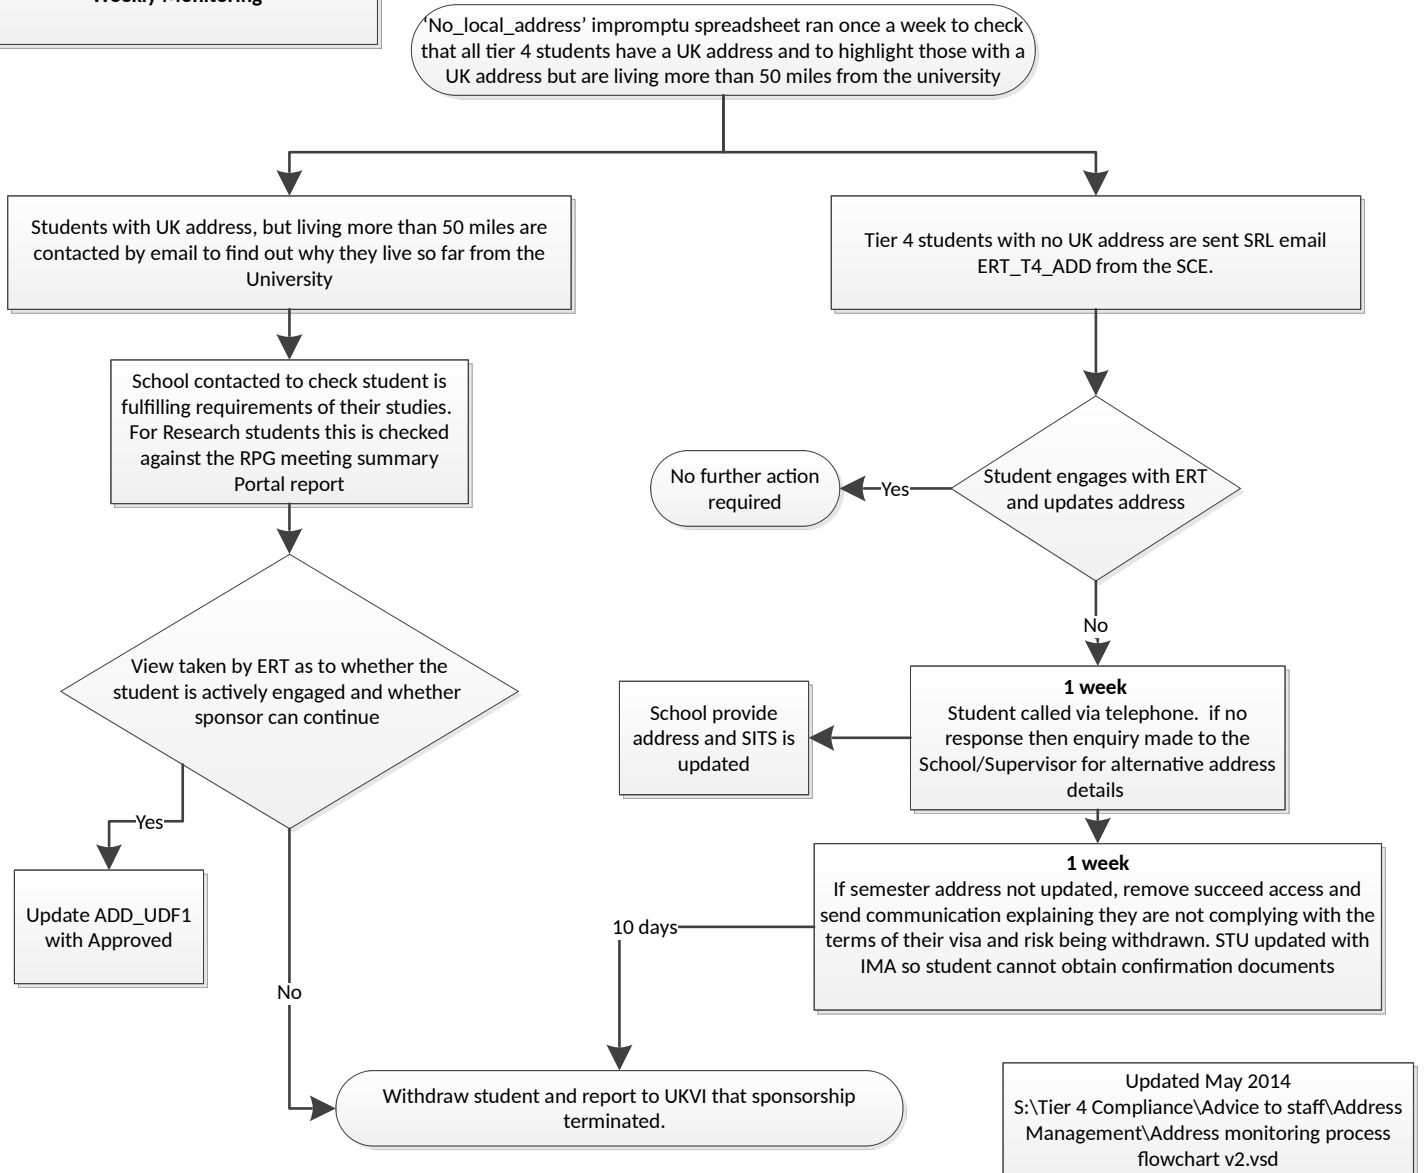 Weekly Monitoring
‘No_local_address’ impromptu spreadsheet ran once a week to check
that all tier 4 students have a UK address and to highlight those with a
UK address but are living more than 50 miles from the university
Students with UK address, but living more than 50 miles are
contacted by email to find out why they live so far from the
University
Tier 4 students with no UK address are sent SRL email
ERT_T4_ADD from the SCE.
School contacted to check student is
fulfilling requirements of their studies.
For Research students this is checked
against the RPG meeting summary
Portal report
No further action
required
Yes
Student engages with ERT
and updates address
No
View taken by ERT as to whether the
student is actively engaged and whether
sponsor can continue
School provide
address and SITS is
updated
1 week
Student called via telephone.  if no
response then enquiry made to the
School/Supervisor for alternative address
details
Yes
Update ADD_UDF1
with Approved
No
10 days
1 week
If semester address not updated, remove succeed access and
send communication explaining they are not complying with the
terms of their visa and risk being withdrawn. STU updated with
IMA so student cannot obtain confirmation documents
Withdraw student and report to UKVI that sponsorship
terminated.
Updated May 2014
S:\Tier 4 Compliance\Advice to staff\Address
Management\Address monitoring process
flowchart v2.vsd